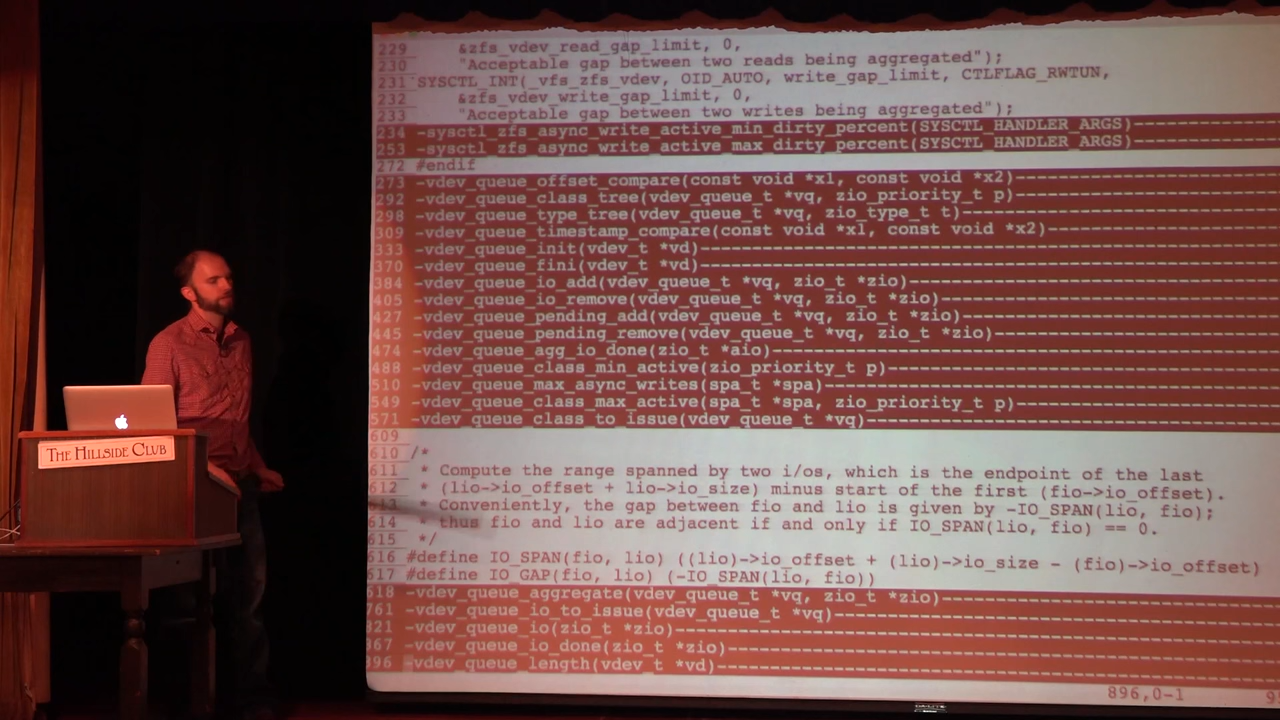 229 &zfs_vdev_read_gap_limit, 0,
230 "Acceptable gap between two reads being aggregated");
231 SYSCTL_INT(_vfs_zfs_vdev, OID_AUTO, write_gap_limit, CTLFLAG_RWTUN,
232 &zfs_vdev_write_gap_limit, 0,
233 "Acceptable gap between two writes being aggregated");
234 -sysctl_zfs_async_write_active_min_dirty_percent(SYSCTL_HANDLER_ARGS)
253 -sysctl_zfs_async_write_active_max_dirty_percent(SYSCTL_HANDLER_ARGS)
272 #endif
273 -vdev_queue_offset_compare(const void *x1, const void *x2)
292 -vdev_queue_class_tree(vdev_queue_t *vq, zio_priority_t p)
298 -vdev_queue_type_tree(vdev_queue_t *vq, zio_type_t t)
309 -vdev_queue_timestamp_compare(const void *x1, const void *x2)
333 -vdev_queue_init(vdev_t *vd)
370 -vdev_queue_fini(vdev_t *vd)
384 -vdev_queue_io_add(vdev_queue_t *vq, zio_t *zio)
405 -vdev_queue_io_remove(vdev_queue_t *vq, zio_t *zio)
427 -vdev_queue_pending_add(vdev_queue_t *vq, zio_t *zio)
445 -vdev_queue_pending_remove(vdev_queue_t *vq, zio_t *zio)
474 -vdev_queue_agg_io_done(zio_t *aio)
488 -vdev_queue_class_min_active(zio_priority_t p)
510 -vdev_queue_max_async_writes(spa_t *spa)
549 -vdev_queue_class_max_active(spa_t *spa, zio_priority_t p)
571 -vdev_queue_class_to_issue(vdev_queue_t *vq)
609
610 /*
611 * Compute the range spanned by two i/os, which is the endpoint of the last
612 * (lio->io_offset + lio->io_size) minus start of the first (fio->io_offset).
613 * Conveniently, the gap between fio and lio is given by -IO_SPAN(lio, fio);
614 * thus fio and lio are adjacent if and only if IO_SPAN(lio, fio) == 0.
615 */
616 #define IO_SPAN(fio, lio) ((lio)->io_offset + (lio)->io_size - (fio)->io_offset)
617 #define IO_GAP(fio, lio) (-IO_SPAN(lio, fio))
618 -vdev_queue_aggregate(vdev_queue_t *vq, zio_t *zio)
761 -vdev_queue_io_to_issue(vdev_queue_t *vq)
821 -vdev_queue_io(zio_t *zio)
867 -vdev_queue_io_done(zio_t *zio)
896 -vdev_queue_length(vdev_t *vd)
896,0-1
THE HILLSIDE CLUB